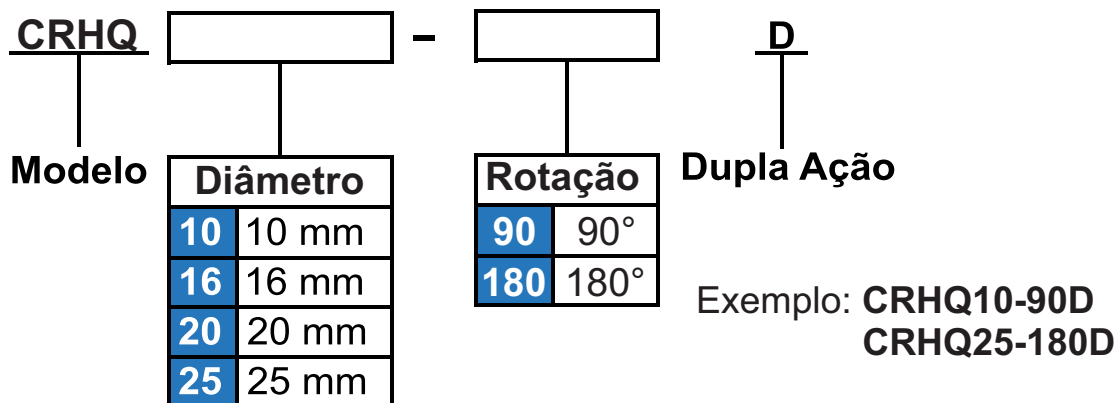 CRHQ - D
Modelo
Diâmetro
10 10 mm
16 16 mm
20 20 mm
25 25 mm
Rotação
90 90°
180 180°
Dupla Ação
Exemplo: CRHQ10-90D
CRHQ25-180D